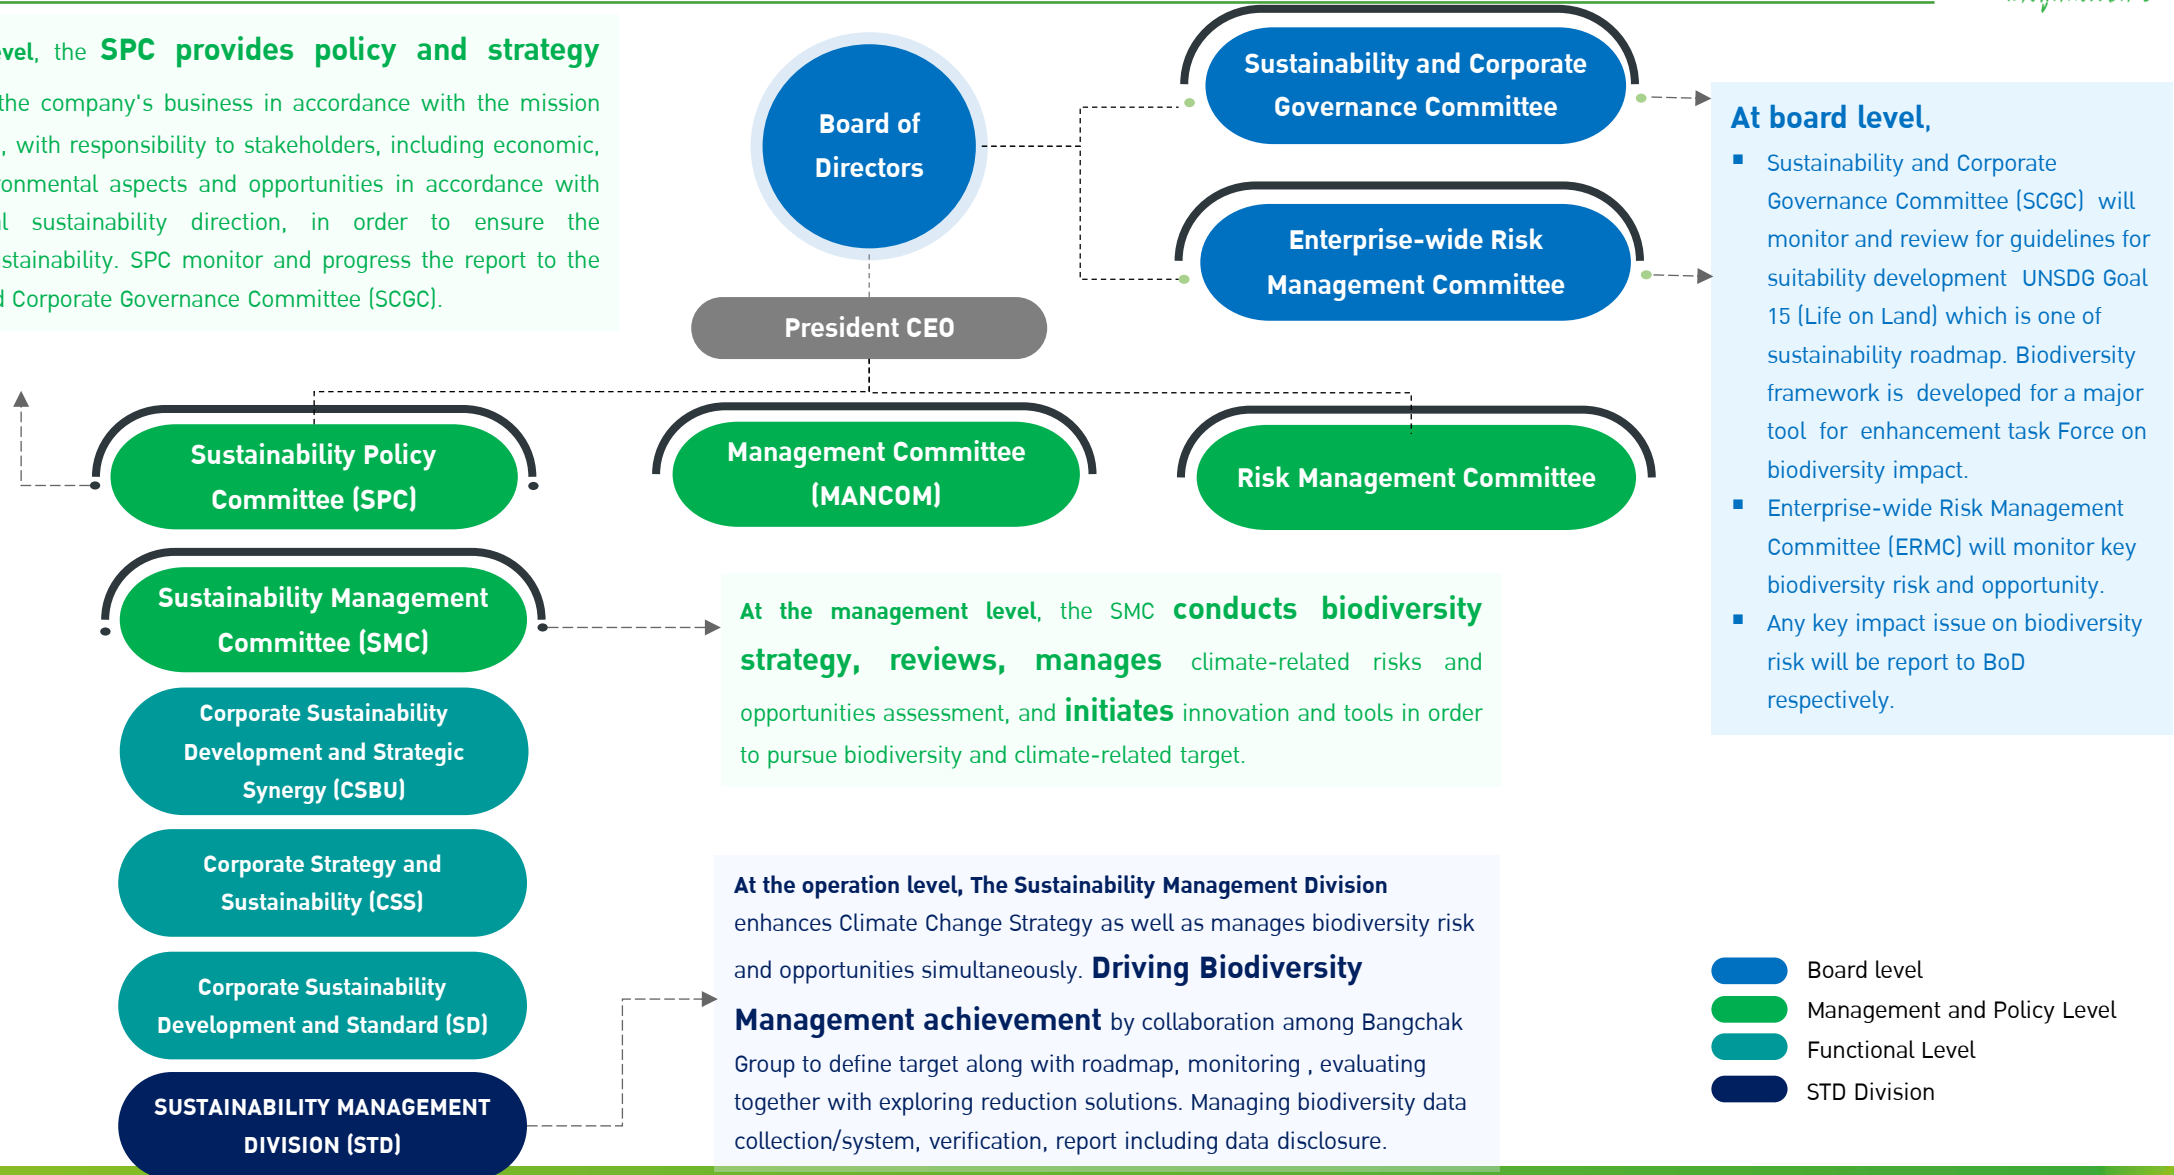 level, the SPC provides policy and strategy
the company's business in accordance with the mission
, with responsibility to stakeholders, including economic,
aspects and opportunities in accordance with
sustainability direction, in order to ensure the
SPC monitor and progress the report to the
Corporate Governance Committee (SCGC).
Board of
Directors
Sustainability and Corporate
Governance Committee
Enterprise-wide Risk
Management Committee
President CEO
At board level,
▪ Sustainability and Corporate
Governance Committee (SCGC) will
monitor and review for guidelines for
suitability development UNSDG Goal
15 (Life on Land) which is one of
sustainability roadmap. Biodiversity
framework is developed for a major
tool for enhancement task Force on
biodiversity impact.
▪ Enterprise-wide Risk Management
Committee (ERMC) will monitor key
biodiversity risk and opportunity.
▪ Any key impact issue on biodiversity
risk will be report to BoD
respectively.
Sustainability Policy
Committee (SPC)
Management Committee
(MANCOM)
Risk Management Committee
Sustainability Management
Committee (SMC)
At the management level, the SMC conducts biodiversity
strategy, reviews, manages climate-related risks and
opportunities assessment, and initiates innovation and tools in order
to pursue biodiversity and climate-related target.
Corporate Sustainability
Development and Strategic
Synergy (CSBU)
Corporate Strategy and
Sustainability (CSS)
Corporate Sustainability
Development and Standard (SD)
SUSTAINABILITY MANAGEMENT
DIVISION (STD)
At the operation level, The Sustainability Management Division
enhances Climate Change Strategy as well as manages biodiversity risk
and opportunities simultaneously. Driving Biodiversity
Management achievement by collaboration among Bangchak
Group to define target along with roadmap, monitoring , evaluating
together with exploring reduction solutions. Managing biodiversity data
collection/system, verification, report including data disclosure.
Board level
Management and Policy Level
Functional Level
STD Division